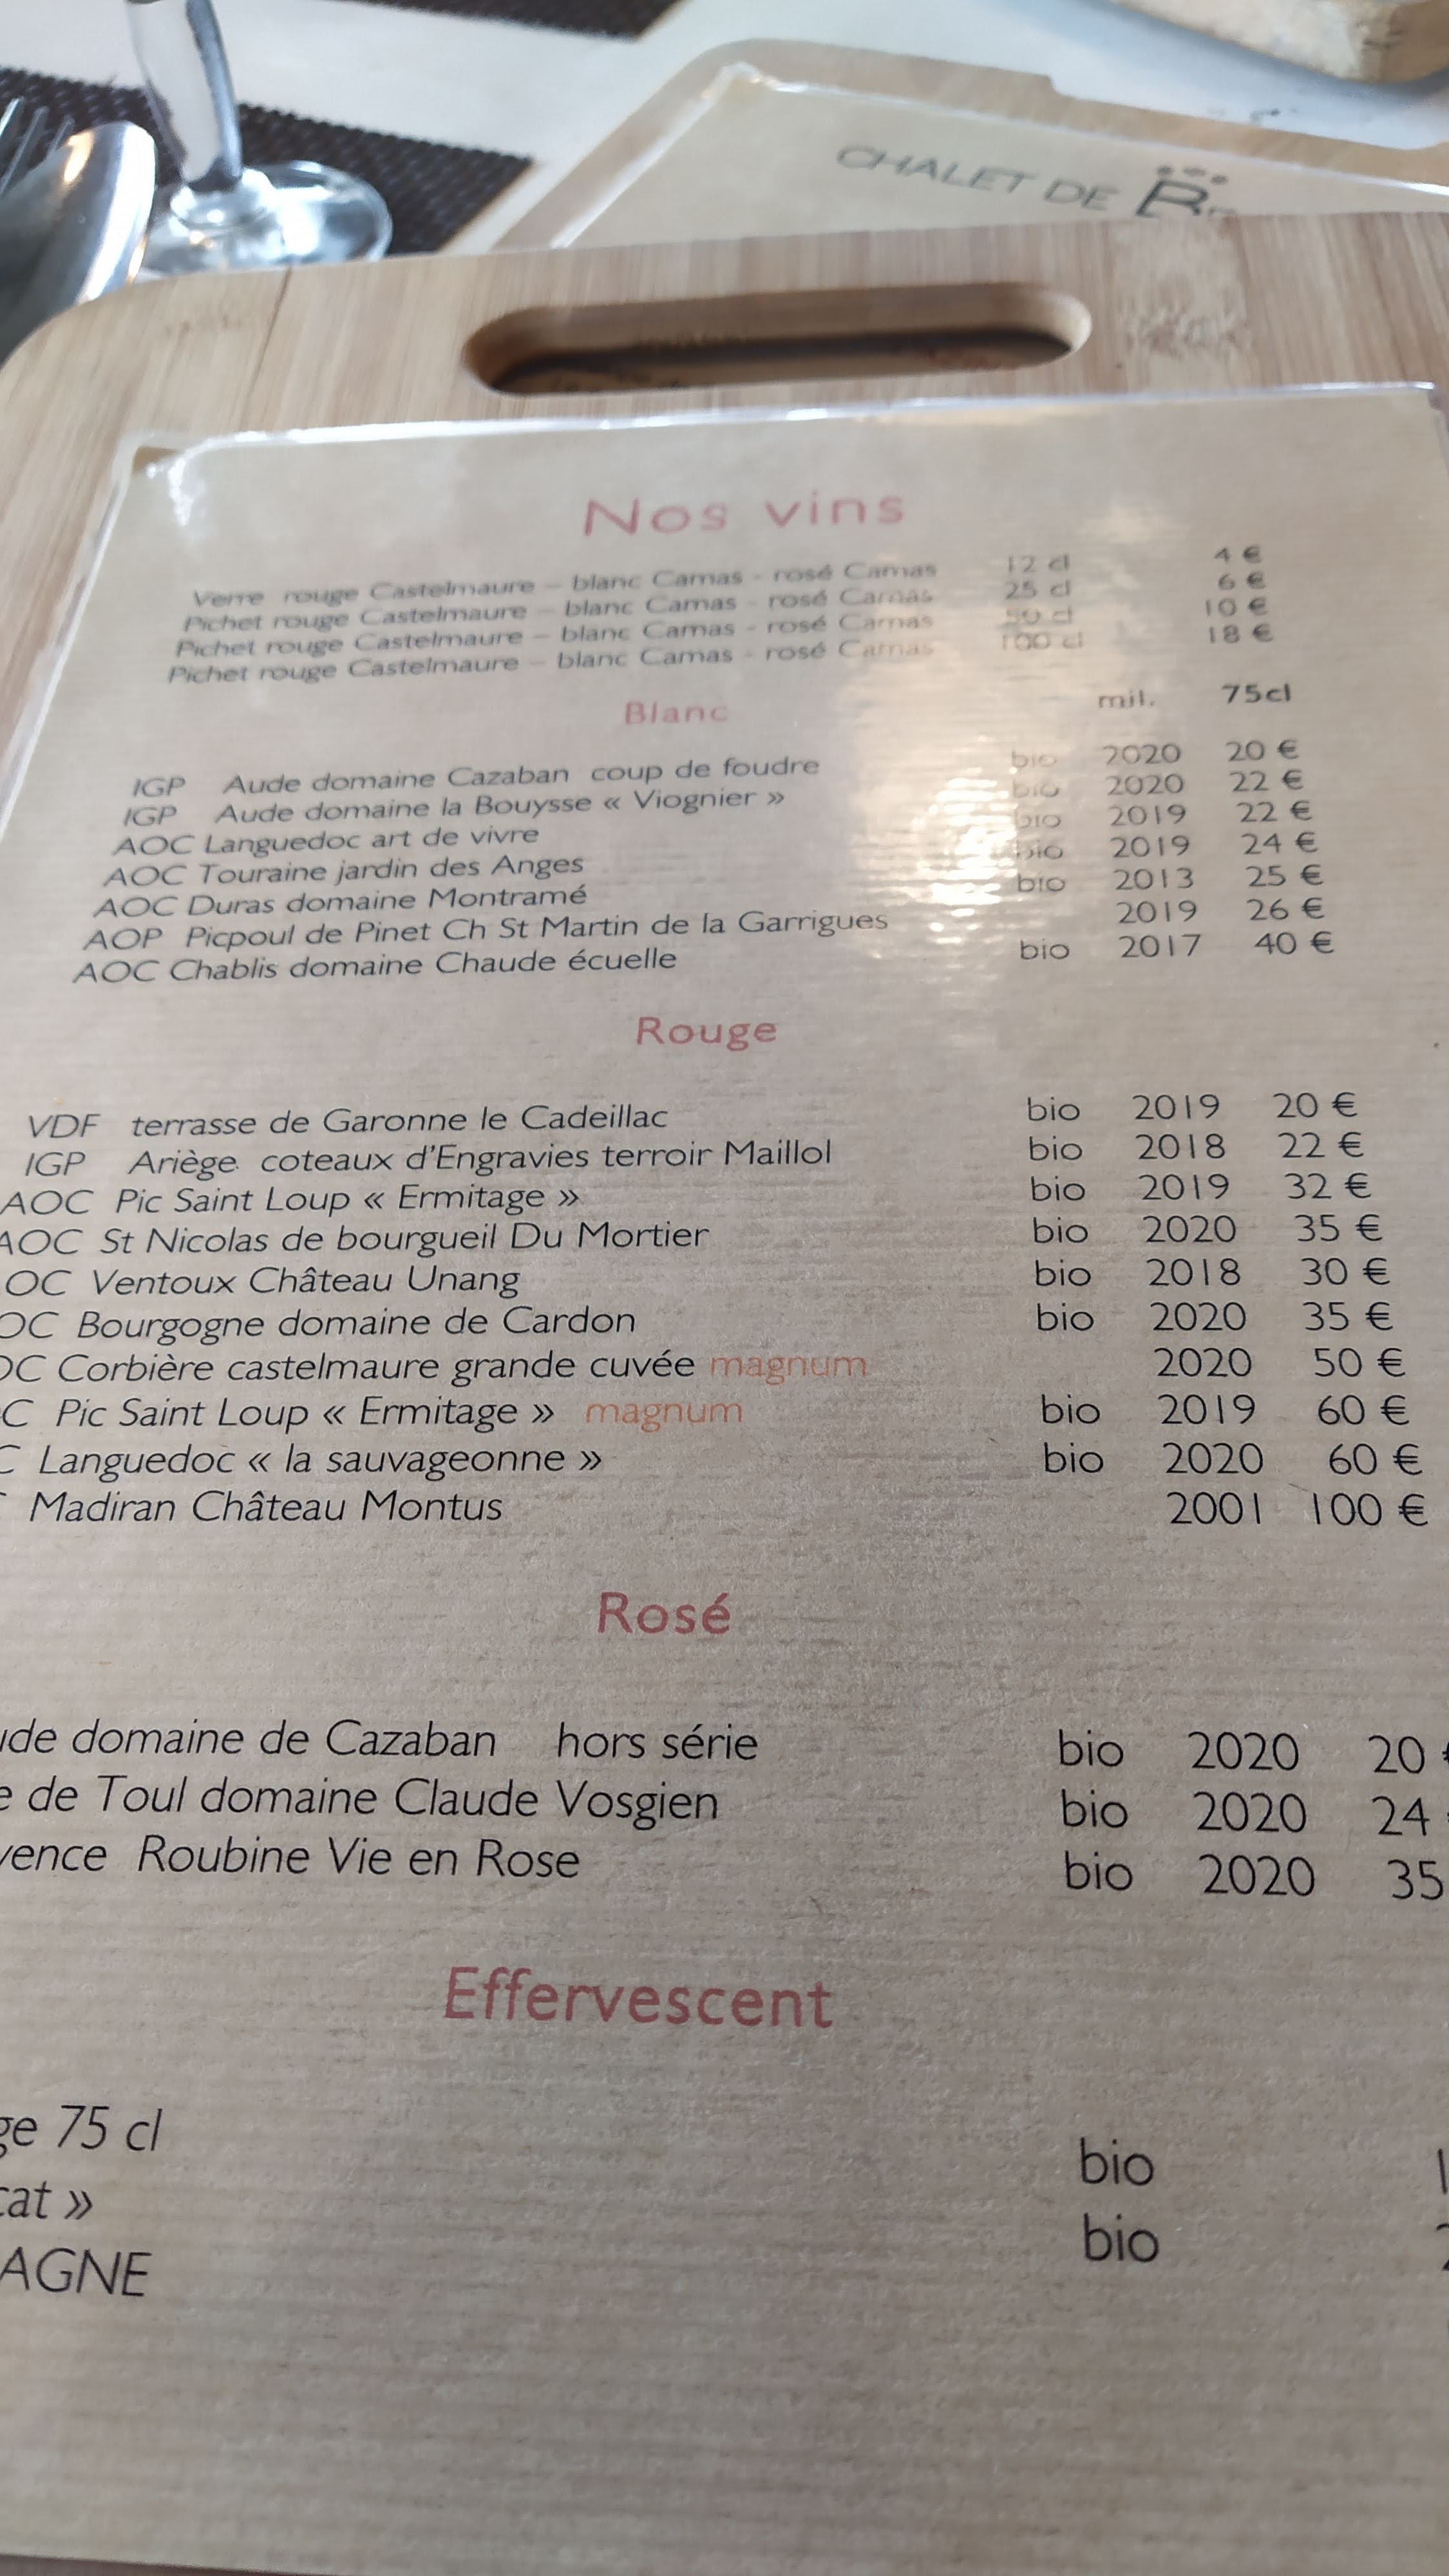 CHALET DE
Nos vins
Verre rouge Castelmaure – blanc Camas - rosé Camas 12 cl 4 €
Pichet rouge Castelmaure – blanc Camas - rosé Camas 25 cl 6 €
Pichet rouge Castelmaure – blanc Camas - rosé Camas 50 cl 10 €
Pichet rouge Castelmaure – blanc Camas - rosé Camas 100 cl 18 €
Blanc mil. 75cl
IGP Aude domaine Cazaban coup de foudre bio 2020 20 €
IGP Aude domaine la Bouysse « Viognier » bio 2020 22 €
AOC Languedoc art de vivre bio 2019 22 €
AOC Touraine jardin des Anges bio 2019 24 €
AOC Duras domaine Montramé bio 2013 25 €
AOP Picpoul de Pinet Ch St Martin de la Garrigues 2019 26 €
AOC Chablis domaine Chaude écuelle bio 2017 40 €
Rouge
VDF terrasse de Garonne le Cadeillac bio 2019 20 €
IGP Ariège coteaux d'Engravies terroir Maillol bio 2018 22 €
AOC Pic Saint Loup « Ermitage » bio 2019 32 €
AOC St Nicolas de bourgueil Du Mortier bio 2020 35 €
OC Ventoux Château Unang bio 2018 30 €
OC Bourgogne domaine de Cardon bio 2020 35 €
OC Corbière castelmaure grande cuvée magnum 2020 50 €
C Pic Saint Loup « Ermitage » magnum bio 2019 60 €
C Languedoc « la sauvageonne » bio 2020 60 €
Madiran Château Montus 2001 100 €
Rosé
ude domaine de Cazaban hors série bio 2020 20 €
e de Toul domaine Claude Vosgien bio 2020 24
vence Roubine Vie en Rose bio 2020 35
Effervescent
ge 75 cl bio
cat » bio
AGNE